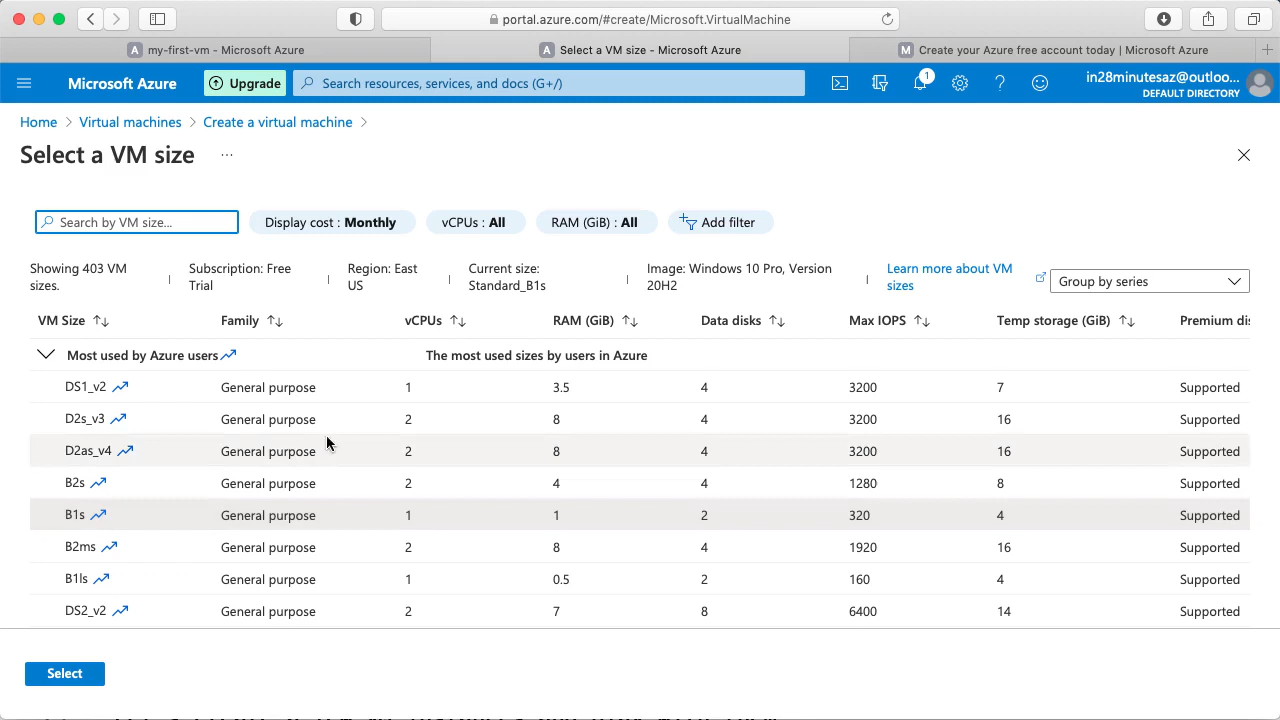 portal.azure.com/#create/Microsoft.VirtualMachine
my-first-vm - Microsoft Azure
Select a VM size - Microsoft Azure
Create your Azure free account today | Microsoft Azure
Microsoft Azure
Upgrade
Search resources, services, and docs (G+/)
1
in28minutesaz@outloo...
DEFAULT DIRECTORY
Home > Virtual machines > Create a virtual machine >
Select a VM size ...
Search by VM size...
Display cost : Monthly
vCPUs : All
RAM (GiB) : All
Add filter
Showing 403 VM sizes.
Subscription: Free Trial
Region: East US
Current size: Standard_B1s
Image: Windows 10 Pro, Version 20H2
Learn more about VM sizes
Group by series
VM Size Family vCPUs RAM (GiB) Data disks Max IOPS Temp storage (GiB) Premium dis
Most used by Azure users The most used sizes by users in Azure
DS1_v2 General purpose 1 3.5 4 3200 7 Supported
D2s_v3 General purpose 2 8 4 3200 16 Supported
D2as_v4 General purpose 2 8 4 3200 16 Supported
B2s General purpose 2 4 4 1280 8 Supported
B1s General purpose 1 1 2 320 4 Supported
B2ms General purpose 2 8 4 1920 16 Supported
B1ls General purpose 1 0.5 2 160 4 Supported
DS2_v2 General purpose 2 7 8 6400 14 Supported
Select